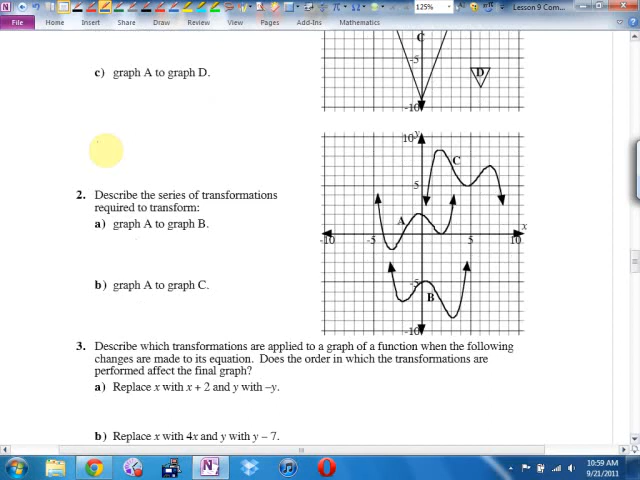 125%
Lesson 9 Com...
File Home Insert Share Draw Review View Page Add-Ins Mathematics
c) graph A to graph D.
C
-5
D
-10
10 y
C
5
A
x
-10 -5 5 10
-5
B
-10
2. Describe the series of transformations
required to transform:
a) graph A to graph B.
b) graph A to graph C.
3. Describe which transformations are applied to a graph of a function when the following
changes are made to its equation. Does the order in which the transformations are
performed affect the final graph?
a) Replace x with x + 2 and y with –y.
b) Replace x with 4x and y with y – 7.
10:59 AM
9/21/2011